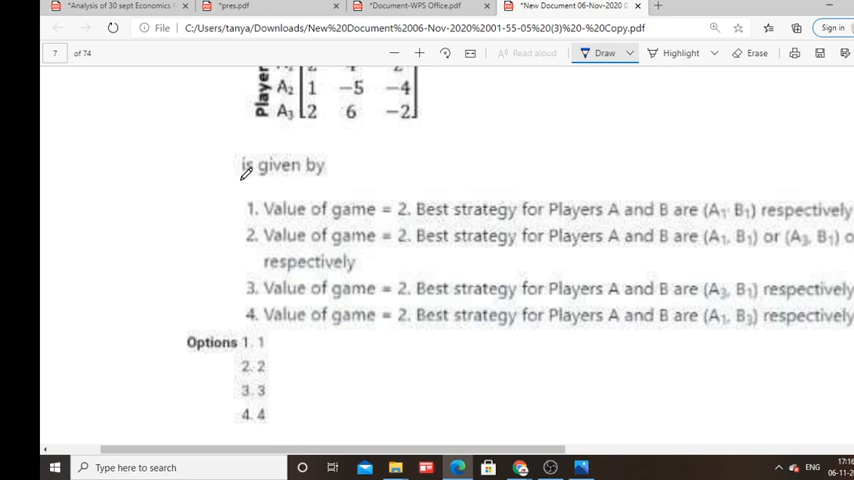 *Analysis of 30 sept Economics
*pres.pdf
*Document-WPS Office.pdf
*New Document 06-Nov-2020
File C:/Users/tanya/Downloads/New%20Document%2006-Nov-2020%2001-55-05%20(3)%20-%20Copy.pdf
Sign in
7 of 74 Read aloud Draw Highlight Erase
Player
A₂ 1 −5 −4
A₃ 2 6 −2
is given by
1. Value of game = 2. Best strategy for Players A and B are (A₁, B₁) respectively
2. Value of game = 2. Best strategy for Players A and B are (A₁, B₁) or (A₃, B₁) o
respectively
3. Value of game = 2. Best strategy for Players A and B are (A₃, B₁) respectively
4. Value of game = 2. Best strategy for Players A and B are (A₁, B₃) respectively
Options 1. 1
2. 2
3. 3
4. 4
Type here to search
17:16
06-11-2